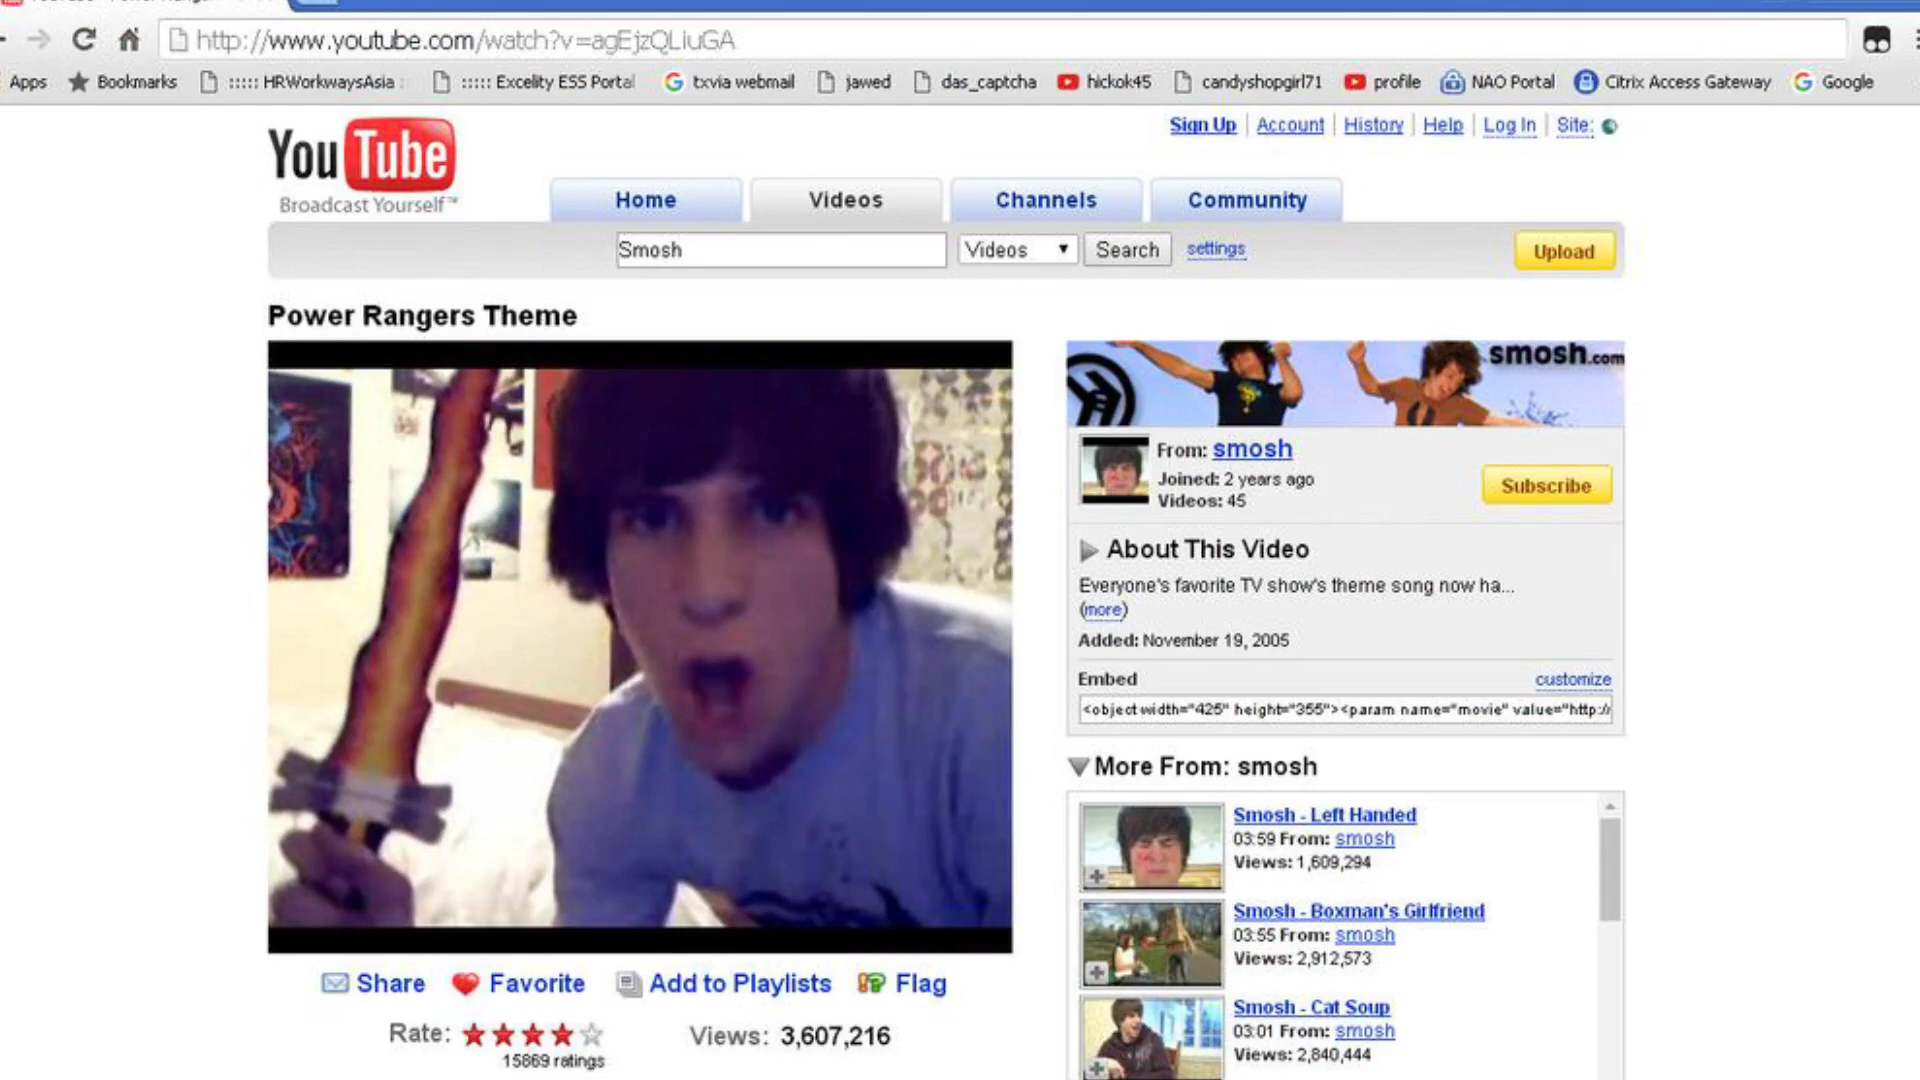 http://www.youtube.com/watch?v=agEjzQLiuGA
Apps Bookmarks ::::: HRWorkwaysAsia : ::::: Excelity ESS Portal txvia webmail jawed das_captcha hickok45 candyshopgirl71 profile NAO Portal Citrix Access Gateway Google
Sign Up Account History Help Log In Site:
YouTube
Broadcast Yourself™
Home Videos Channels Community
Smosh Videos Search settings Upload
Power Rangers Theme
smosh.com
From: smosh
Joined: 2 years ago
Videos: 45
Subscribe
About This Video
Everyone's favorite TV show's theme song now ha...
(more)
Added: November 19, 2005
Embed customize
<object width="425" height="355"><param name="movie" value="http://
More From: smosh
Smosh - Left Handed
03:59 From: smosh
Views: 1,609,294
Smosh - Boxman's Girlfriend
03:55 From: smosh
Views: 2,912,573
Smosh - Cat Soup
03:01 From: smosh
Views: 2,840,444
Share Favorite Add to Playlists Flag
Rate: Views: 3,607,216
15869 ratings